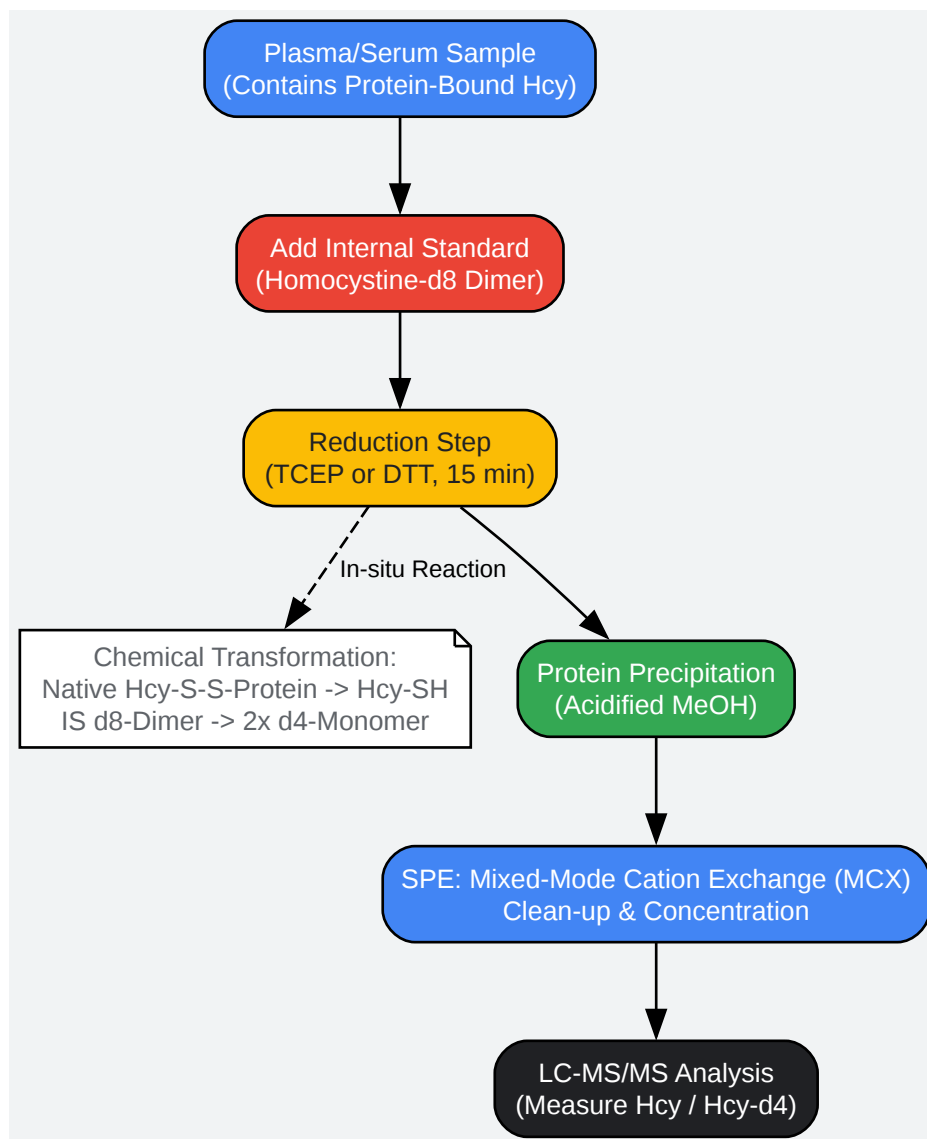 Plasma/Serum Sample
(Contains Protein-Bound Hcy)
Add Internal Standard
(Homocystine-d8 Dimer)
Reduction Step
(TCEP or DTT, 15 min)
In-situ Reaction
Chemical Transformation:
Native Hcy-S-S-Protein -> Hcy-SH
IS d8-Dimer -> 2x d4-Monomer
Protein Precipitation
(Acidified MeOH)
SPE: Mixed-Mode Cation Exchange (MCX)
Clean-up & Concentration
LC-MS/MS Analysis
(Measure Hcy / Hcy-d4)